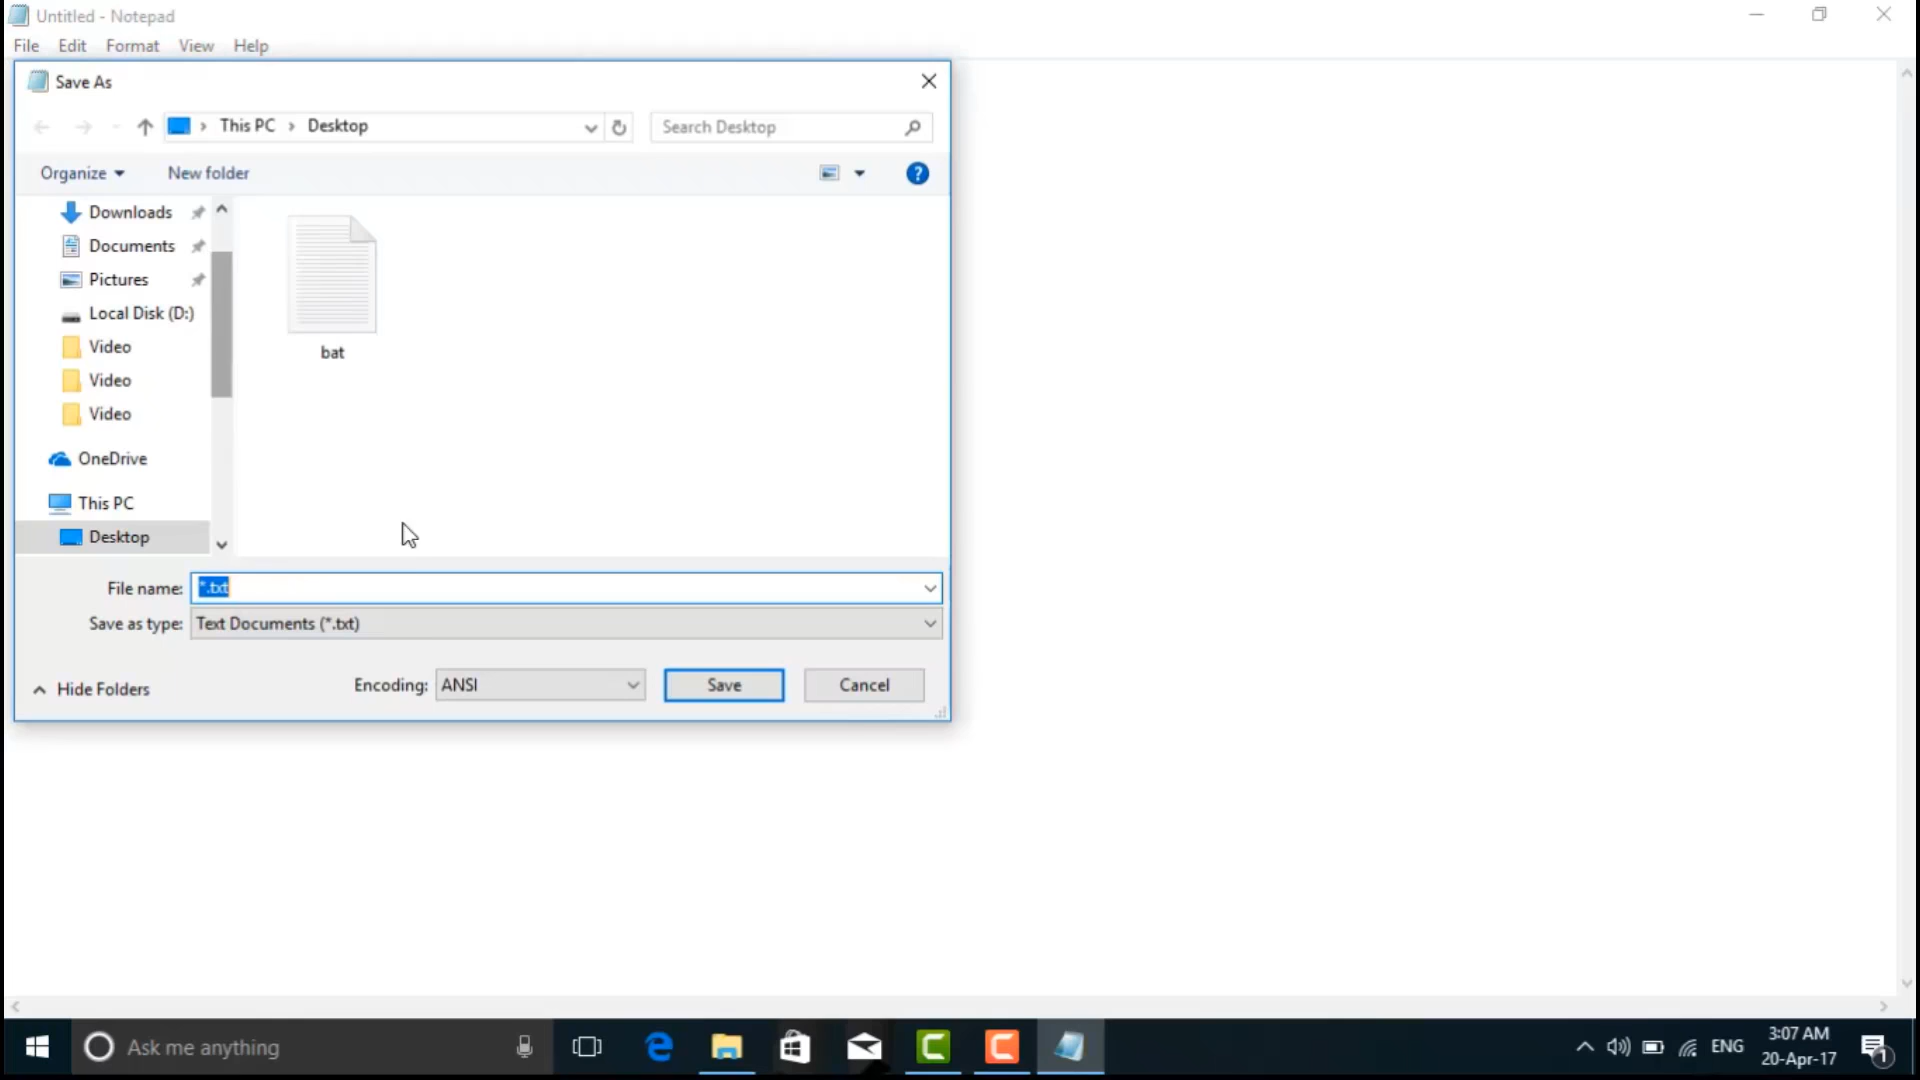 Untitled - Notepad
File Edit Format View Help
Save As
This PC Desktop
Search Desktop
Organize New folder
Downloads
Documents
Pictures
Local Disk (D:)
Video
Video
Video
OneDrive
This PC
Desktop
bat
File name: *.txt
Save as type: Text Documents (*.txt)
Hide Folders
Encoding: ANSI
Save
Cancel
Ask me anything
ENG
3:07 AM
20-Apr-17
1